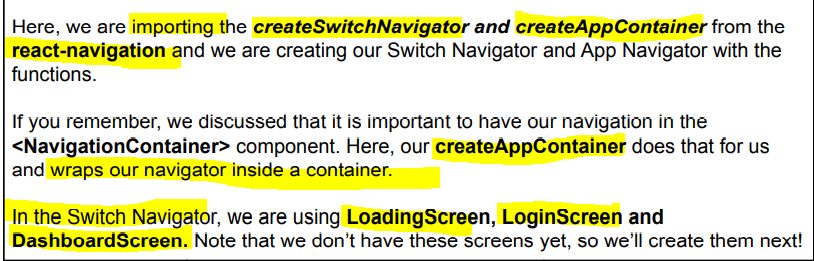 Here, we are importing the createSwitchNavigator and createAppContainer from the
react-navigation and we are creating our Switch Navigator and App Navigator with the
functions.
If you remember, we discussed that it is important to have our navigation in the
<NavigationContainer> component. Here, our createAppContainer does that for us
and wraps our navigator inside a container.
In the Switch Navigator, we are using LoadingScreen, LoginScreen and
DashboardScreen. Note that we don't have these screens yet, so we'll create them next!